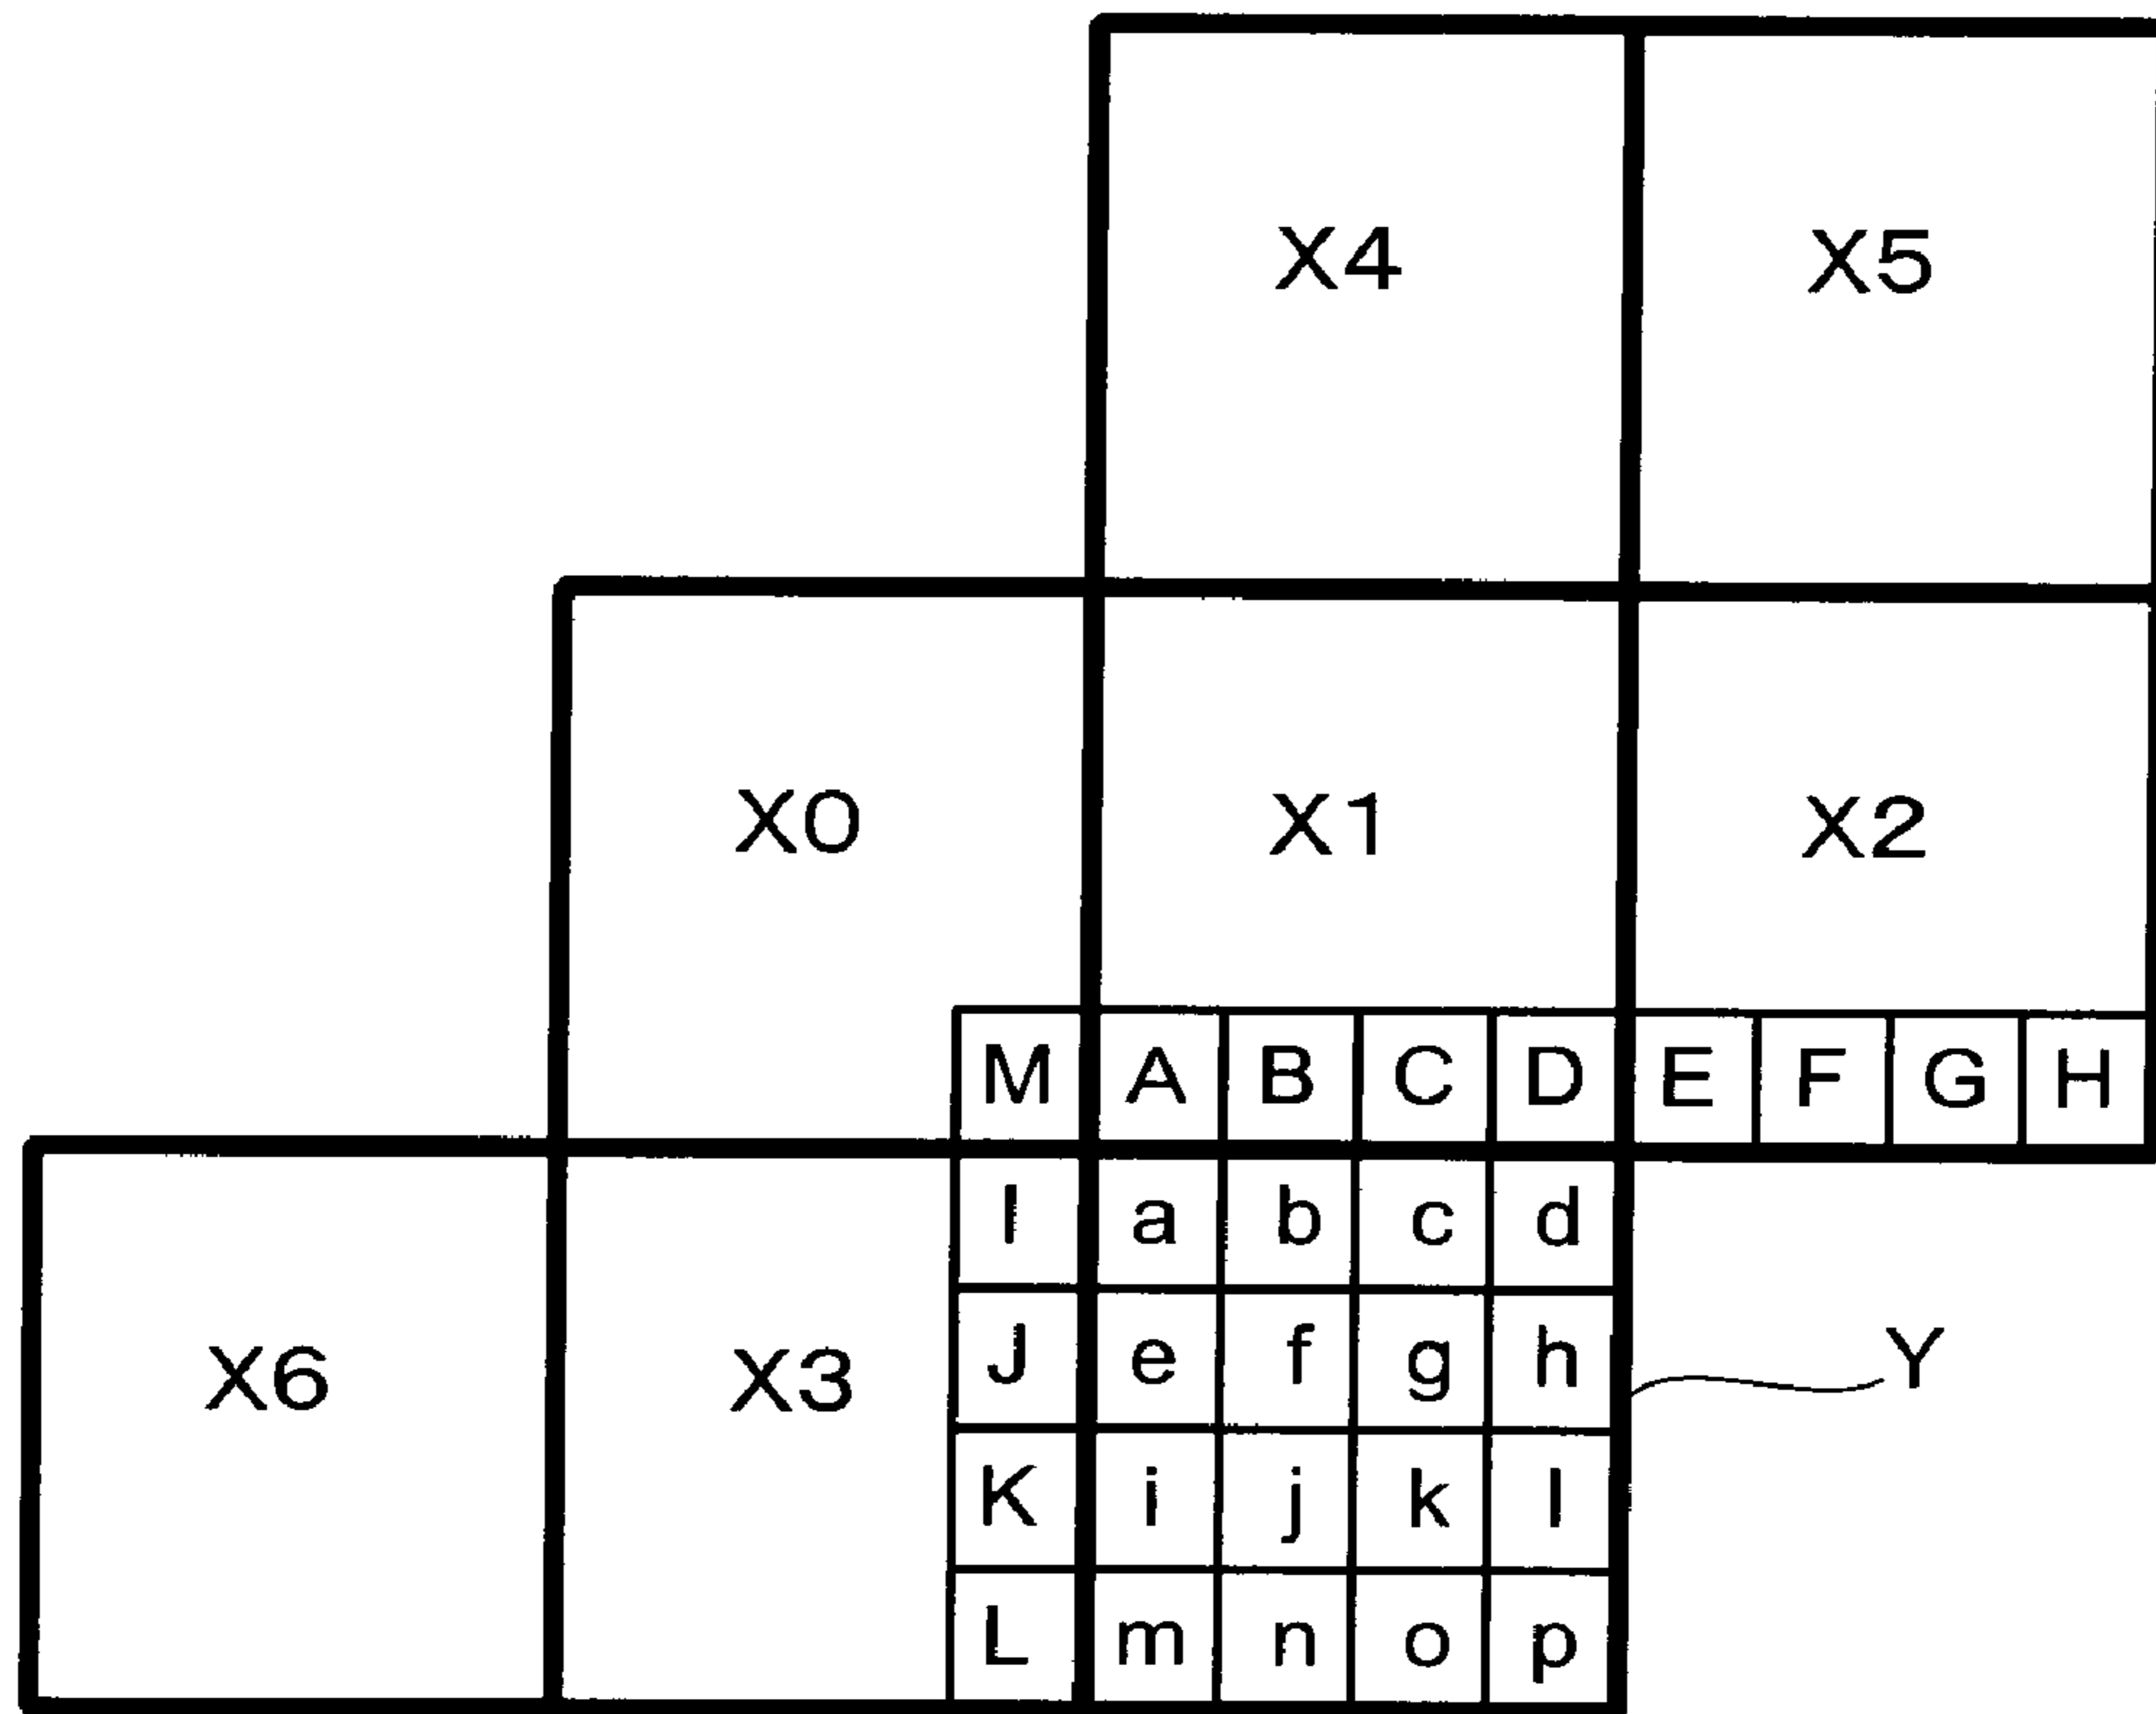 X4 X5
X0 X1 X2
M A B C D E F G H
I a b c d
J e f g h
X6 X3 Y
K i j k l
L m n o p